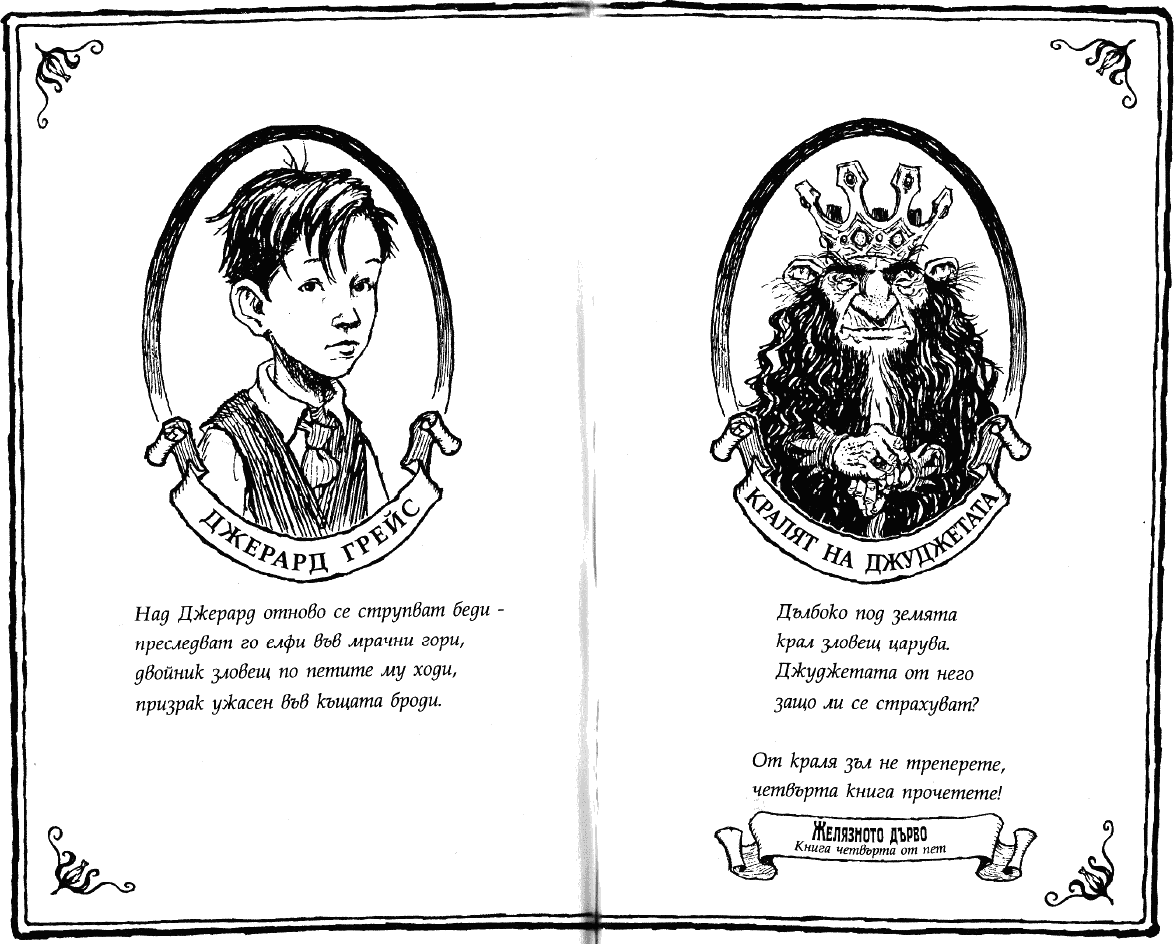 ДЖЕРАРД ГРЕЙС
Над Джерард отново се струпват беди -
преследват го елфи във мрачни гори,
двойник зловещ по петите му ходи,
призрак ужасен във къщата броди.
КРАЛЯТ НА ДЖУДЖЕТАТА
Дълбоко под земята
крал зловещ царува.
Джуджетата от него
защо ли се страхуват?
От краля зъл не треперете,
четвърта книга прочетете!
Желязното дърво
Книга четвърта от пет